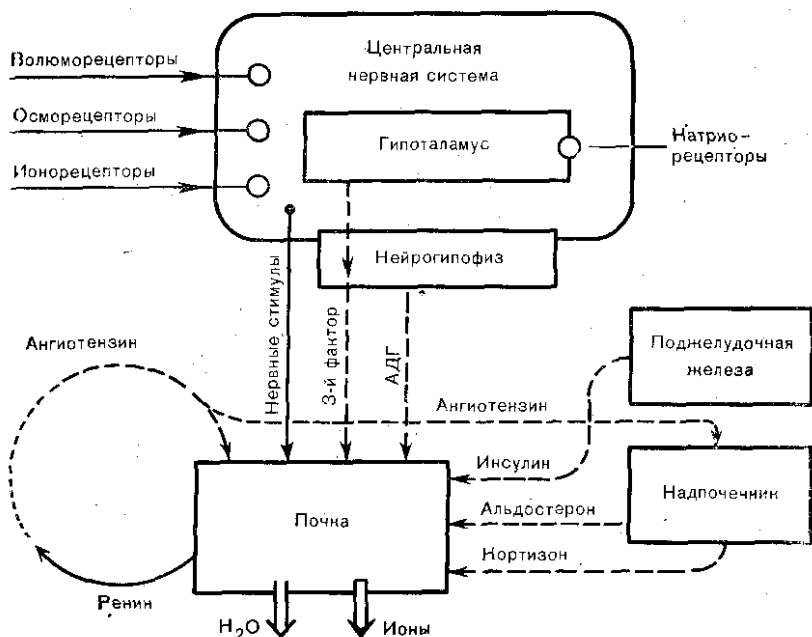 Волюморецепторы
Осморецепторы
Ионорецепторы
Центральная
нервная система
Гипоталамус
Натрио-
рецепторы
Нейрогипофиз
Нервные стимулы
3-й фактор
АДГ
Ангиотензин
Поджелудочная
железа
Ангиотензин
Инсулин
Альдостерон
Кортизон
Надпочечник
Почка
Ренин
H₂O
Ионы